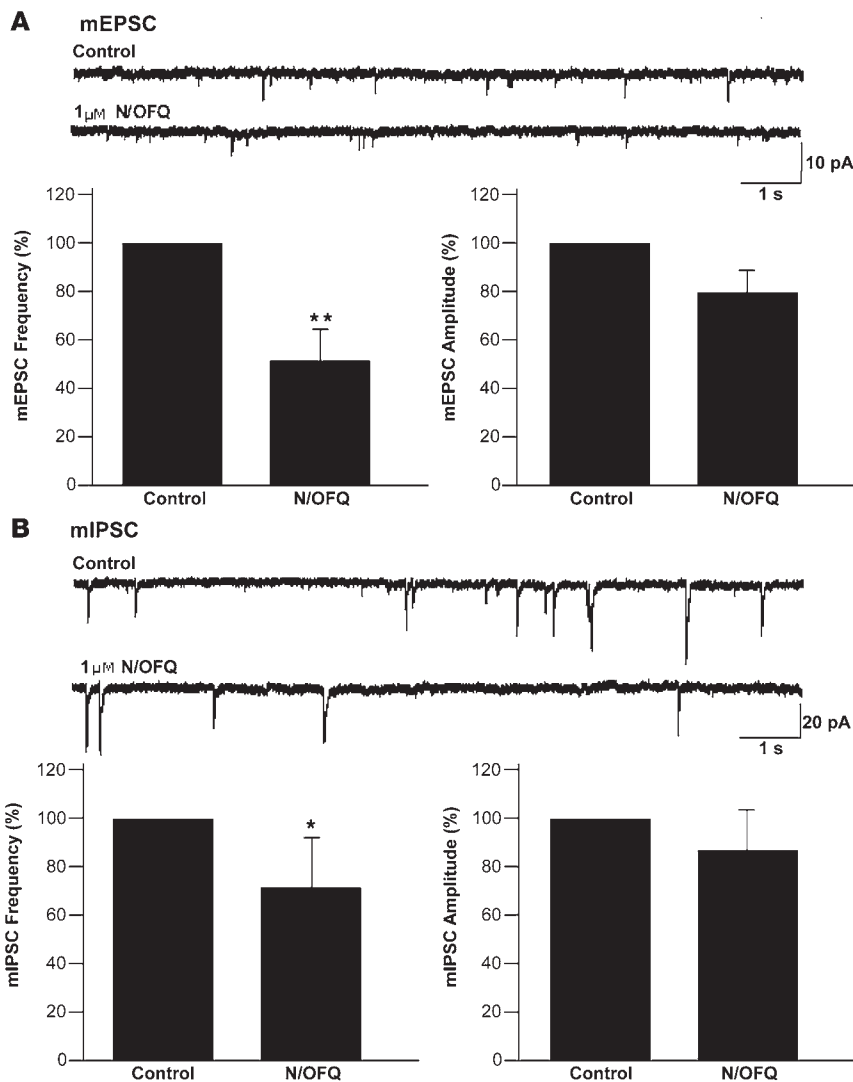 A mEPSC
Control
1μM N/OFQ
10 pA
1 s
mEPSC Frequency (%)
120
100
80
60
40
20
0
**
Control N/OFQ
mEPSC Amplitude (%)
120
100
80
60
40
20
0
Control N/OFQ
B mIPSC
Control
1μM N/OFQ
20 pA
1 s
mIPSC Frequency (%)
120
100
80
60
40
20
0
*
Control N/OFQ
mIPSC Amplitude (%)
120
100
80
60
40
20
0
Control N/OFQ